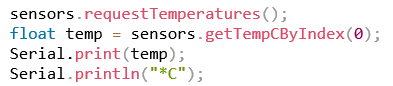 sensors.requestTemperatures();
float temp = sensors.getTempCByIndex(0);
Serial.print(temp);
Serial.println("*C");